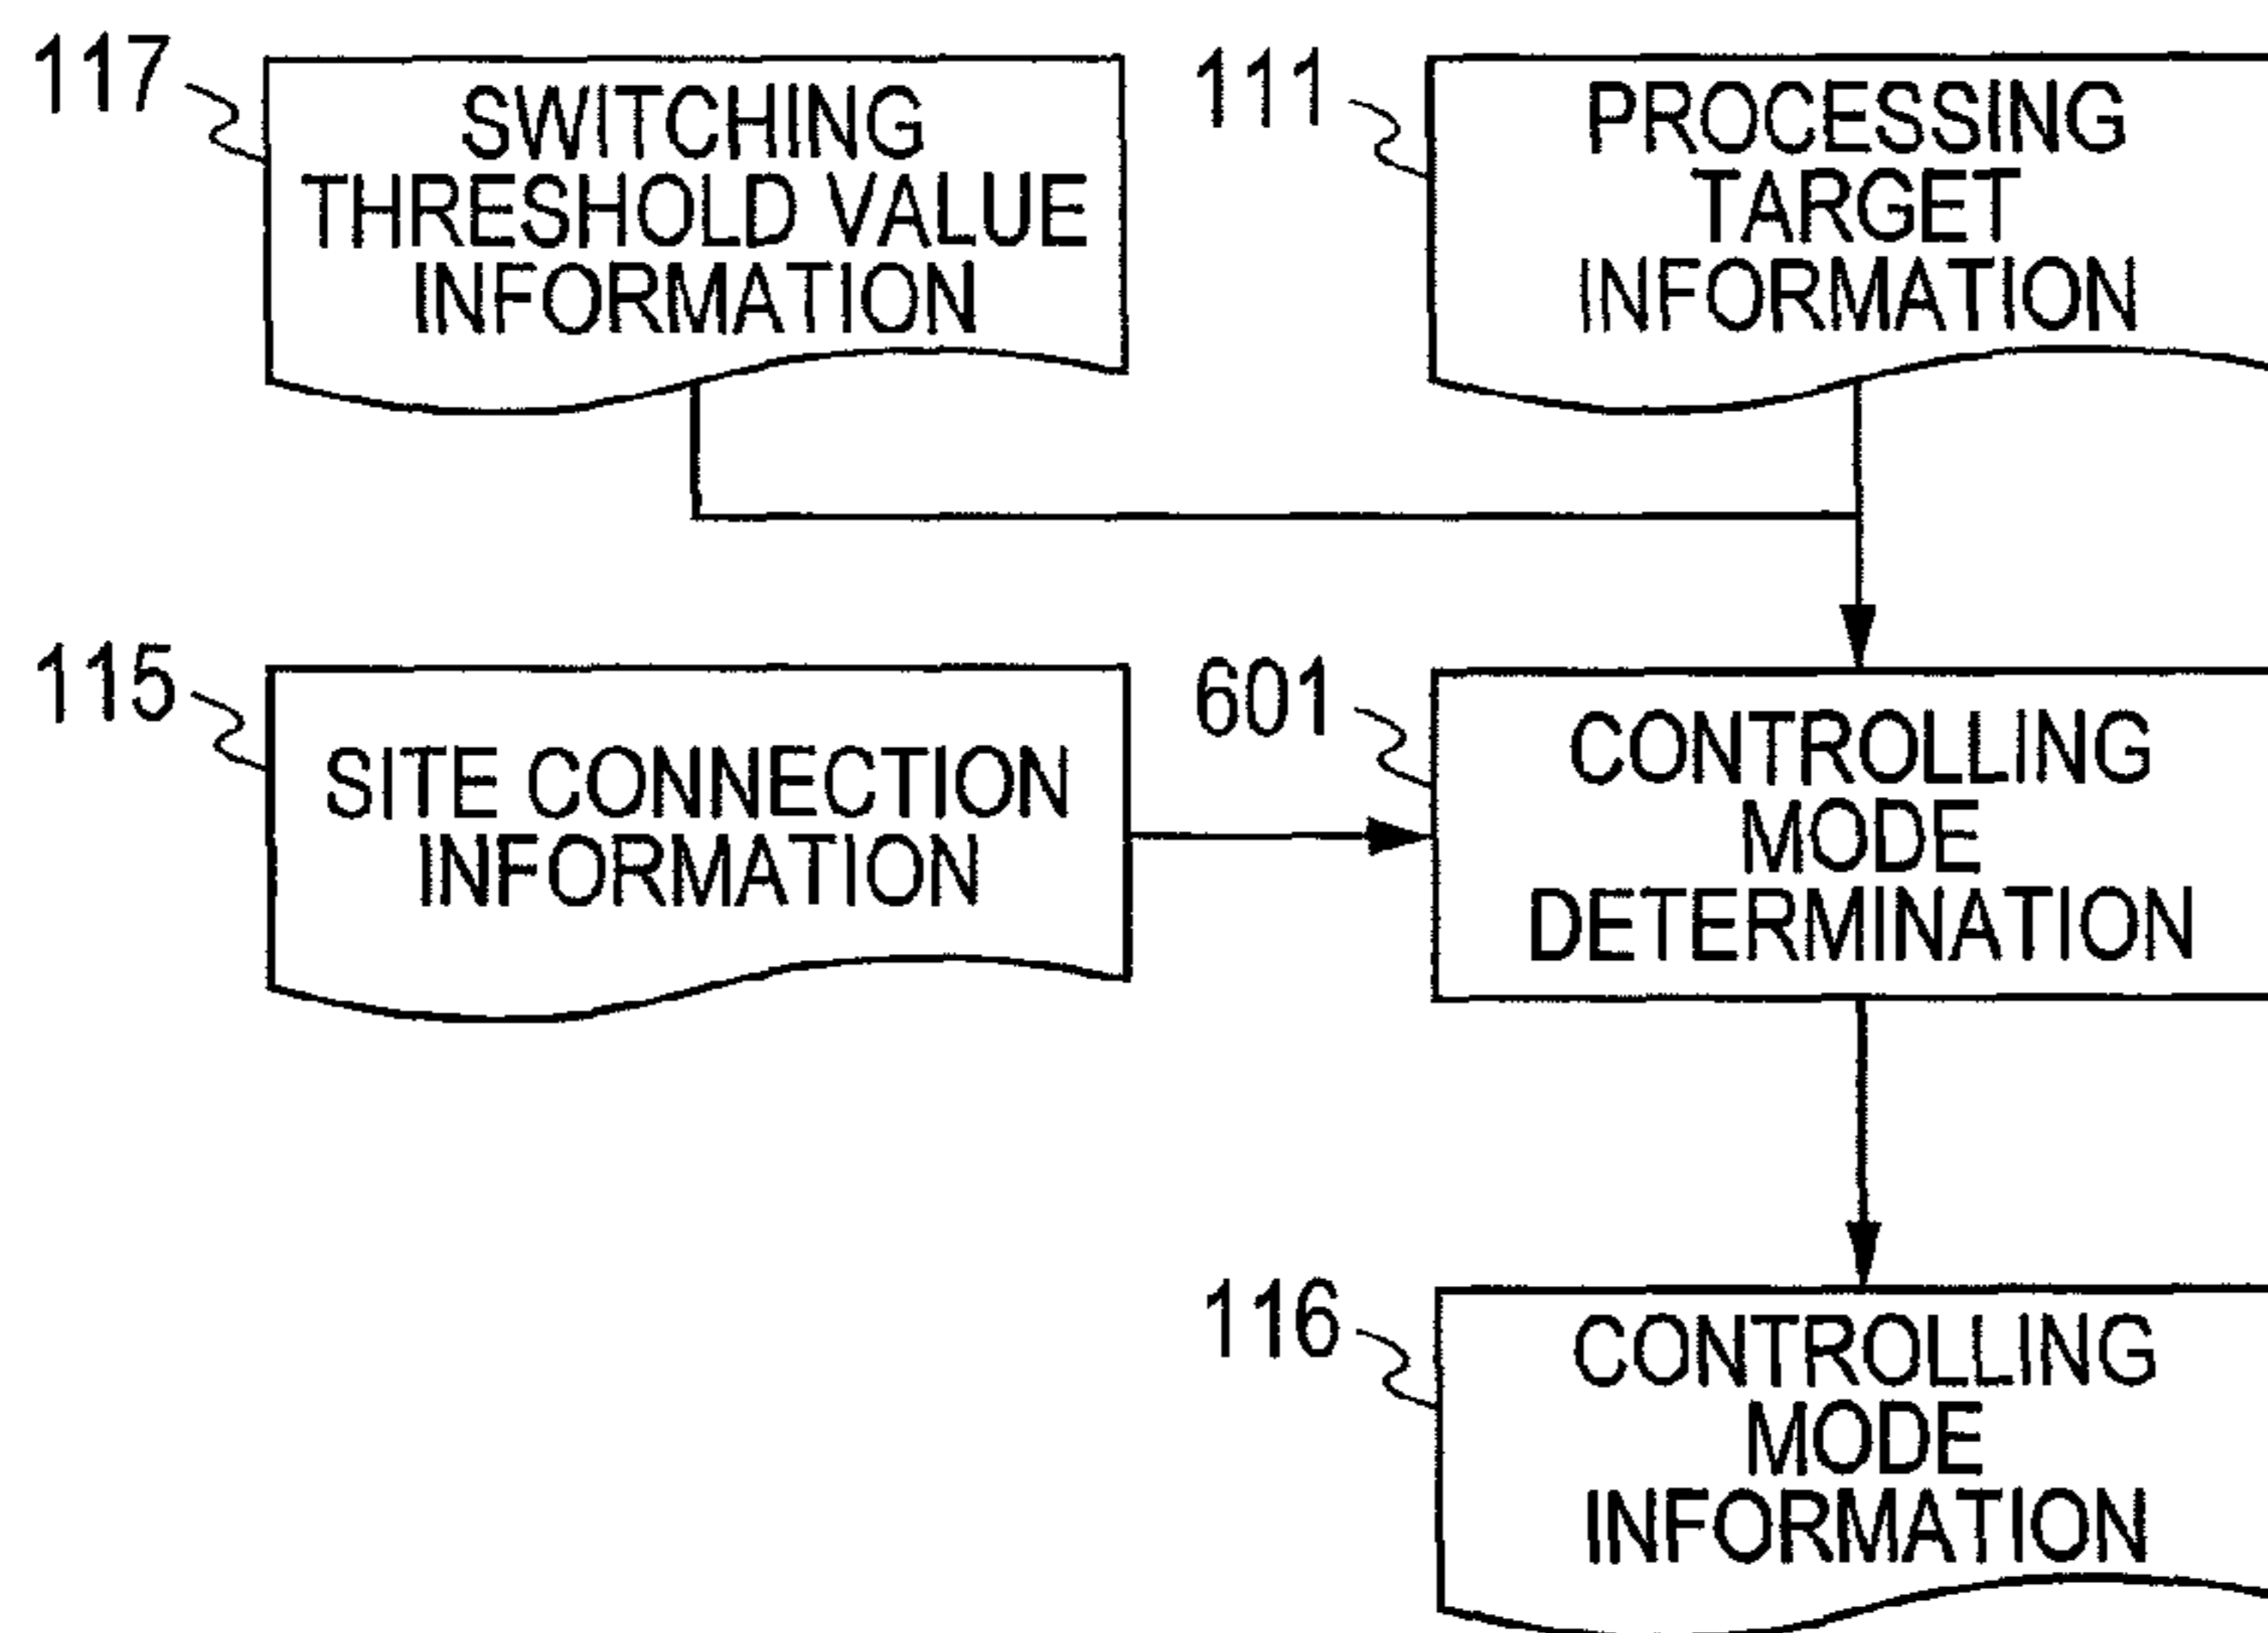 117
SWITCHING
THRESHOLD VALUE
INFORMATION
111
PROCESSING
TARGET
INFORMATION
115
SITE CONNECTION
INFORMATION
601
CONTROLLING
MODE
DETERMINATION
116
CONTROLLING
MODE
INFORMATION